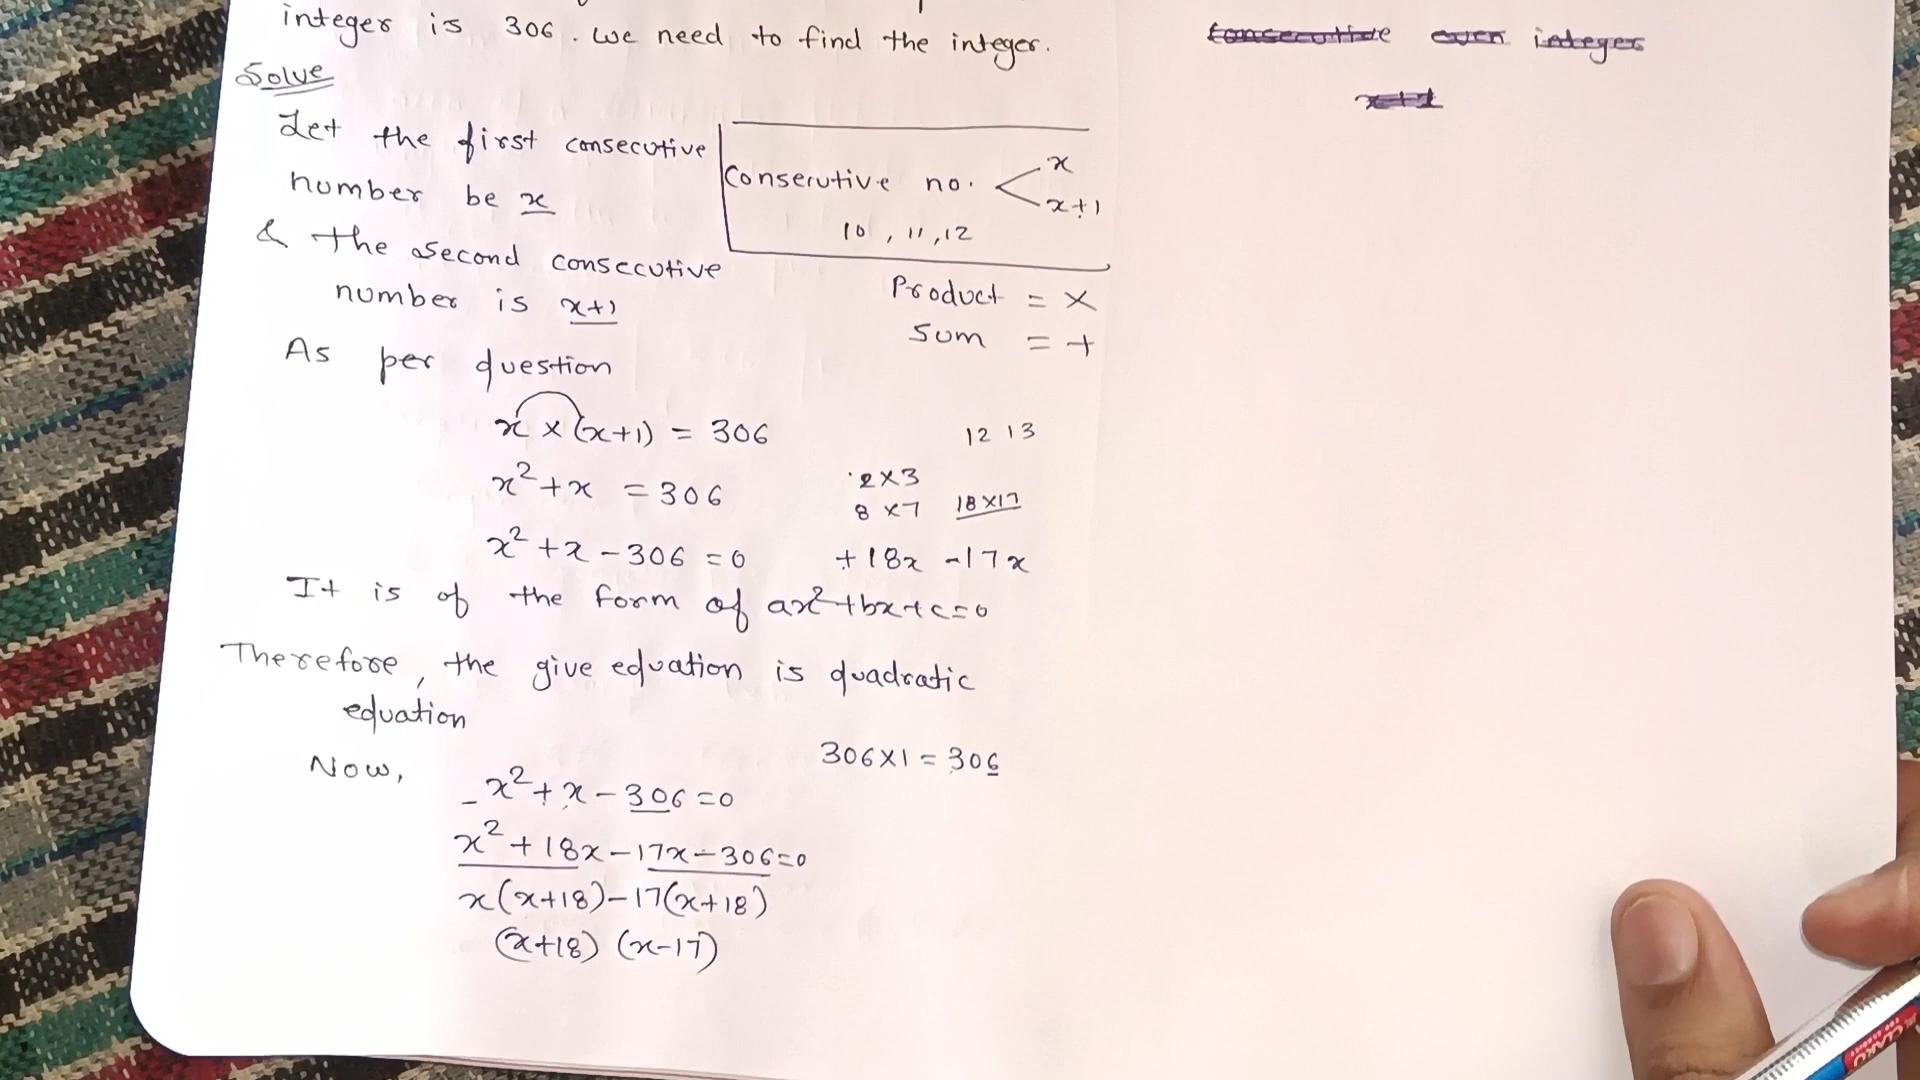 integer is 306. We need to find the integer.
Solve
Let the first consecutive
number be x
& the second consecutive
number is x+1
As per question
x × (x+1) = 306
x² + x = 306
x² + x - 306 = 0
It is of the form of ax²+bx+c=0
Therefore, the give equation is quadratic
equation
Now,
x² + x - 306 = 0
x² + 18x - 17x - 306 = 0
x(x+18) - 17(x+18)
(x+18) (x-17)
Conserutive no. < x
x+1
10, 11, 12
Product = ×
Sum = +
12 13
2×3
8×7 18×17
+18x -17x
306×1 = 306
consecutive even integer
x+1